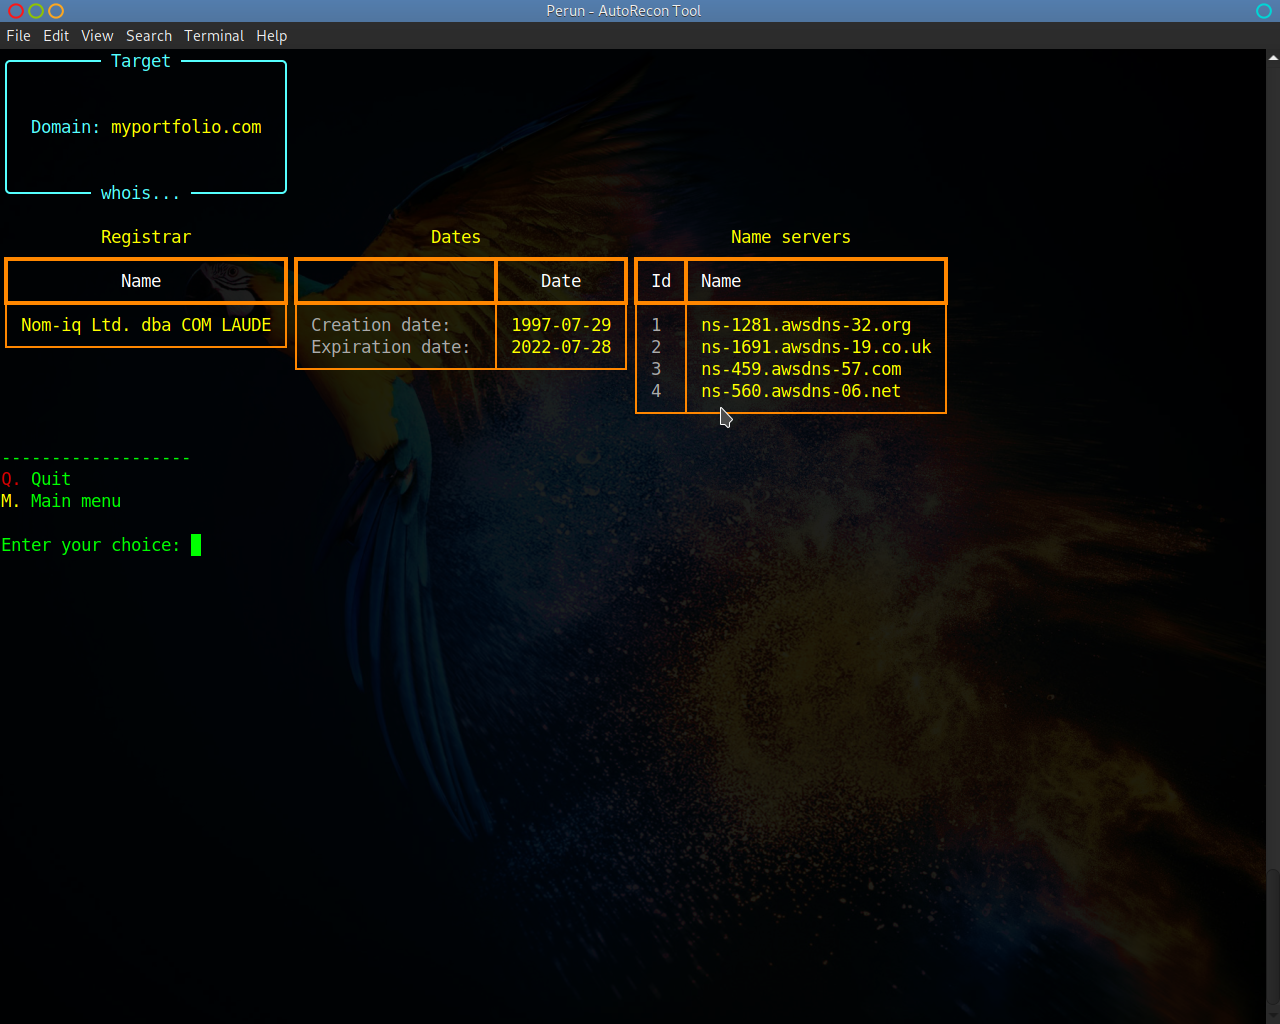 Perun - AutoRecon Tool
File Edit View Search Terminal Help
Target
Domain: myportfolio.com
whois...
Registrar
Name
Nom-iq Ltd. dba COM LAUDE
Dates
Date
Creation date: 1997-07-29
Expiration date: 2022-07-28
Name servers
Id Name
1 ns-1281.awsdns-32.org
2 ns-1691.awsdns-19.co.uk
3 ns-459.awsdns-57.com
4 ns-560.awsdns-06.net
-------------------
Q. Quit
M. Main menu
Enter your choice: